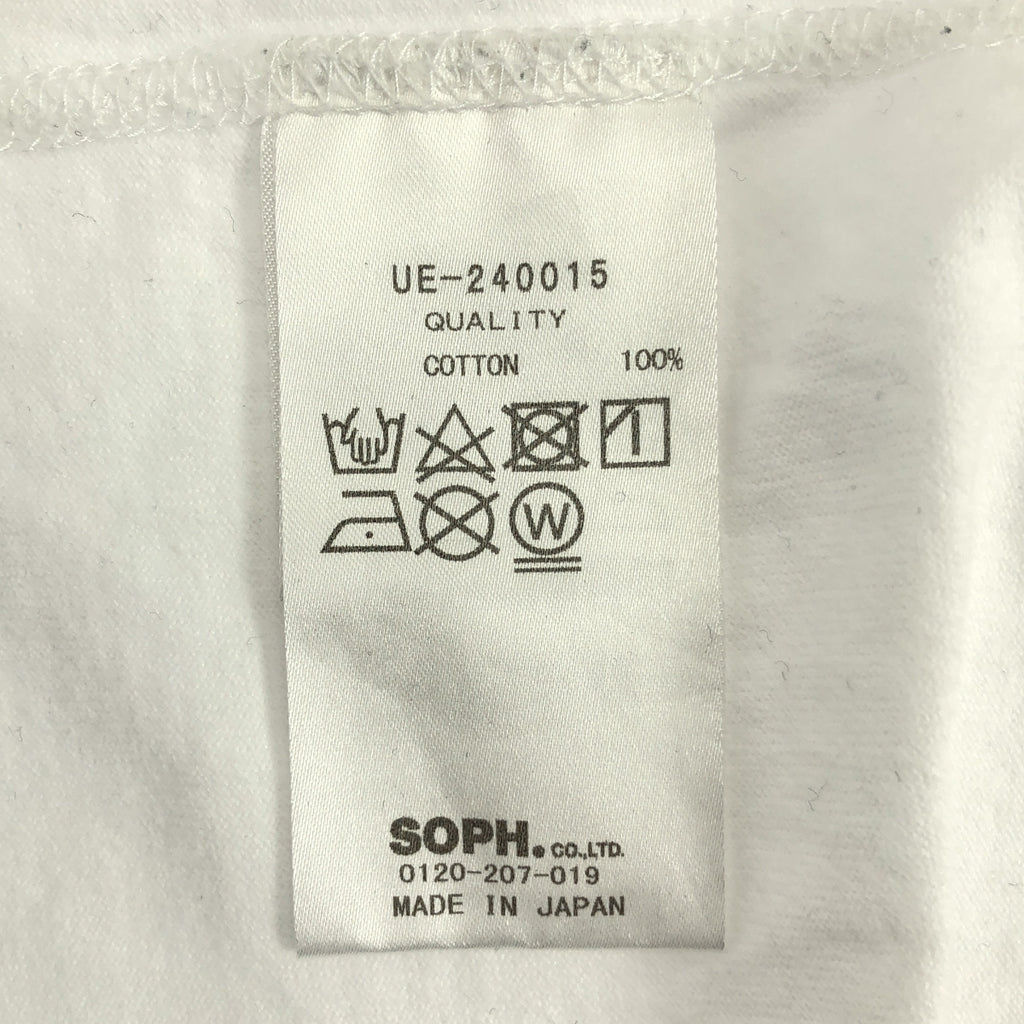 UE-240015
QUALITY
COTTON 100%
W
SOPH. CO.,LTD.
0120-207-019
MADE IN JAPAN